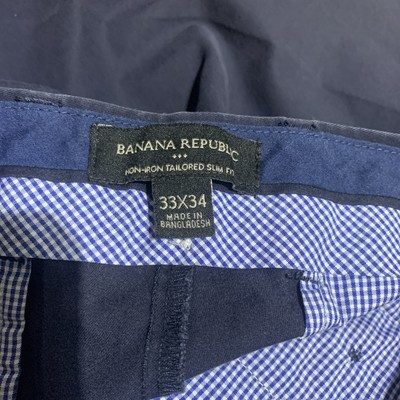 BANANA REPUBLIC
NON-IRON TAILORED SLIM FIT
33X34
MADE IN
BANGLADESH